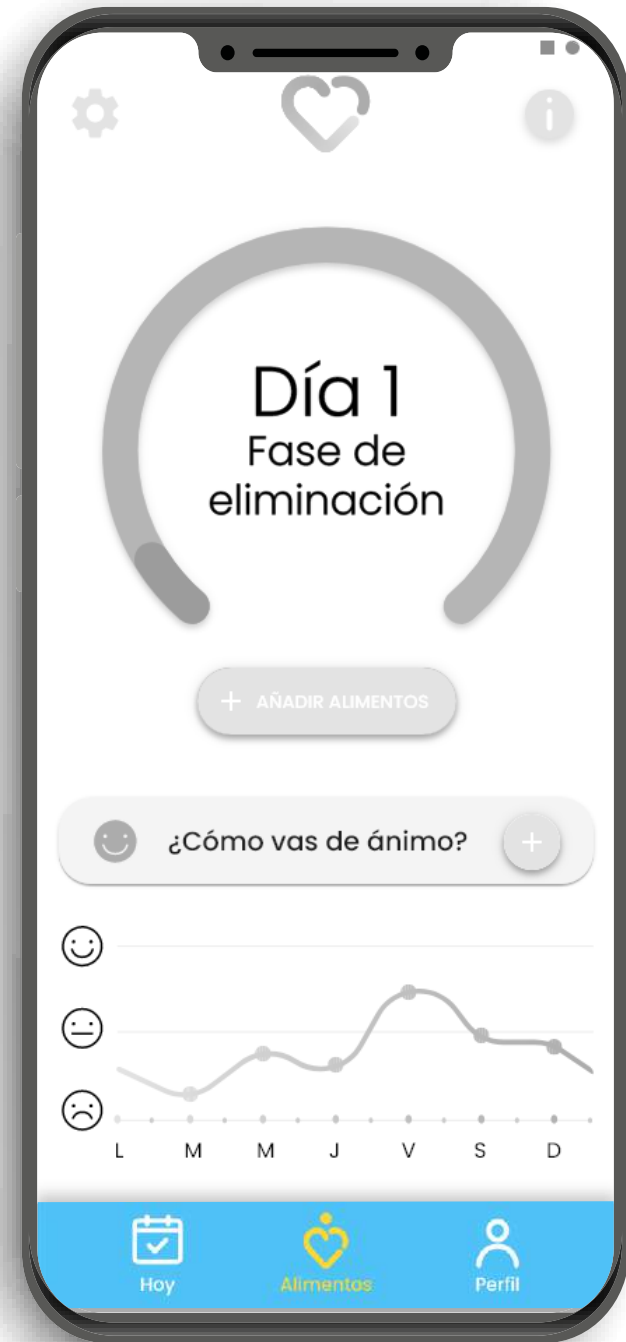 Día 1
Fase de
eliminación
+ AÑADIR ALIMENTOS
¿Cómo vas de ánimo?
L M M J V S D
Hoy Alimentos Perfil